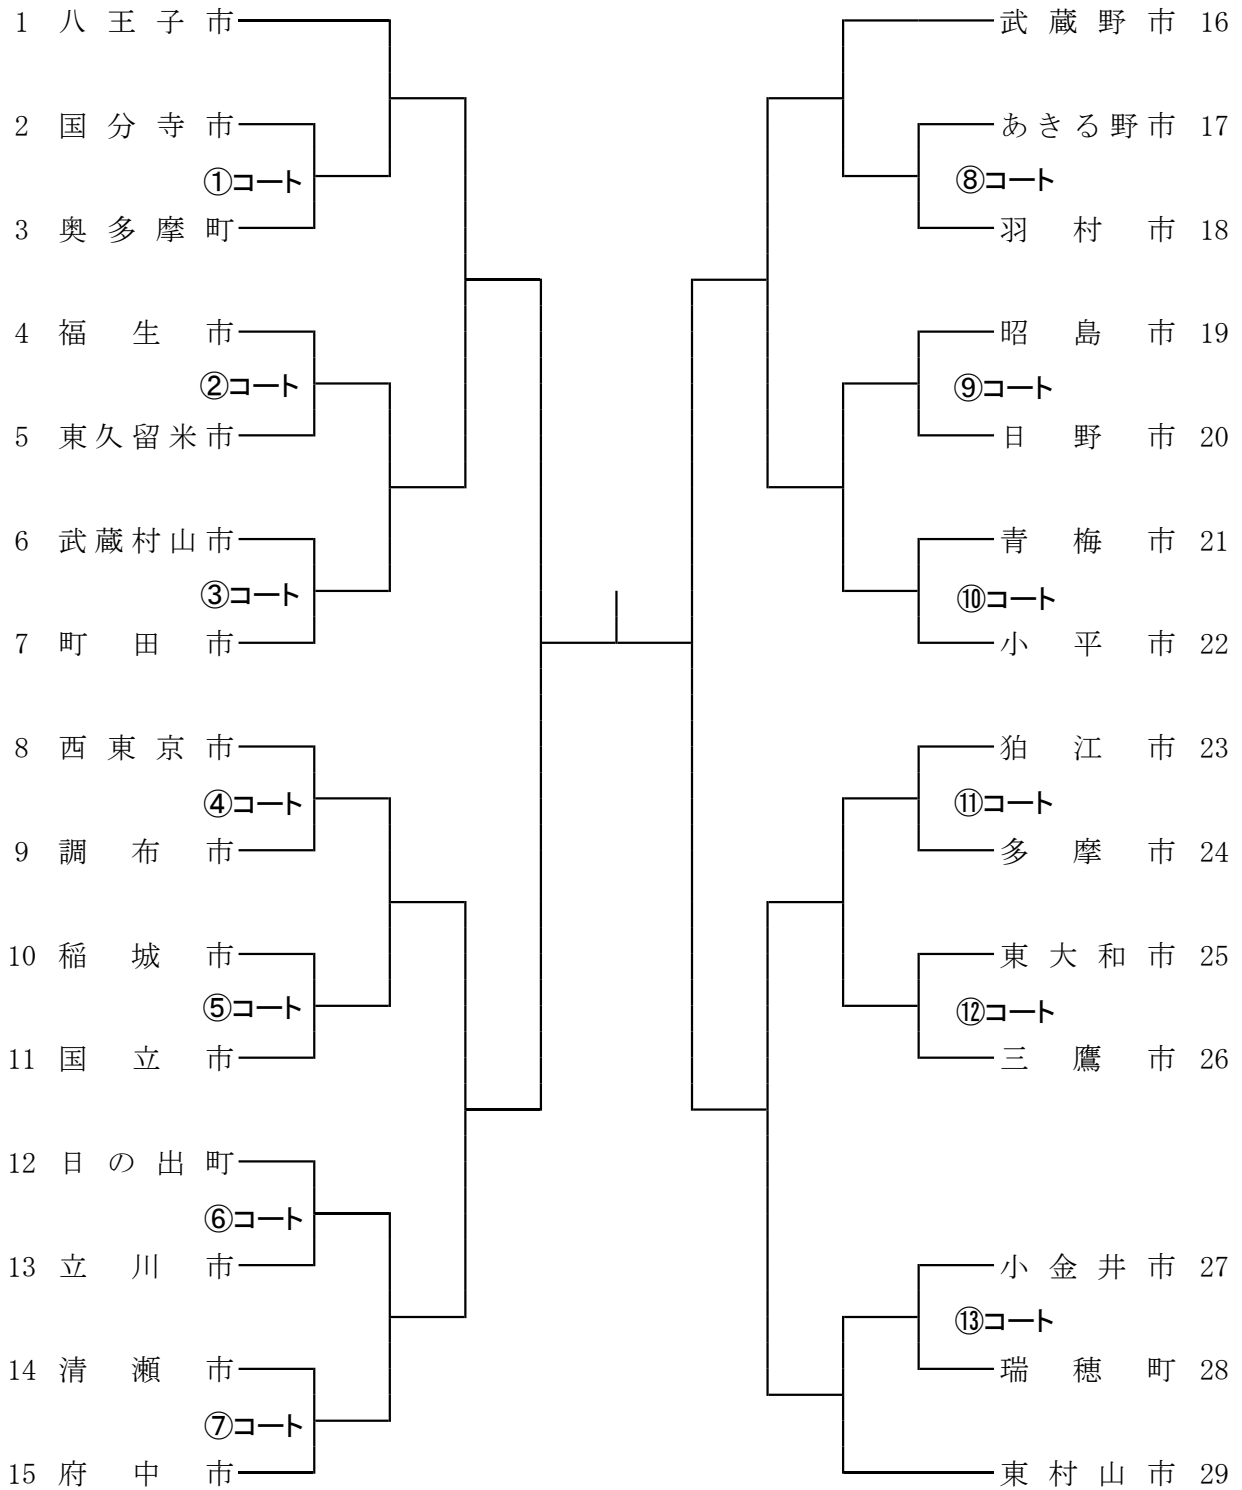 1 八王子市
2 国分寺市
①コート
3 奥多摩町
4 福生市
②コート
5 東久留米市
6 武蔵村山市
③コート
7 町田市
8 西東京市
④コート
9 調布市
10 稲城市
⑤コート
11 国立市
12 日の出町
⑥コート
13 立川市
14 清瀬市
⑦コート
15 府中市
武蔵野市 16
あきる野市 17
⑧コート
羽村市 18
昭島市 19
⑨コート
日野市 20
青梅市 21
⑩コート
小平市 22
狛江市 23
⑪コート
多摩市 24
東大和市 25
⑫コート
三鷹市 26
小金井市 27
⑬コート
瑞穂町 28
東村山市 29